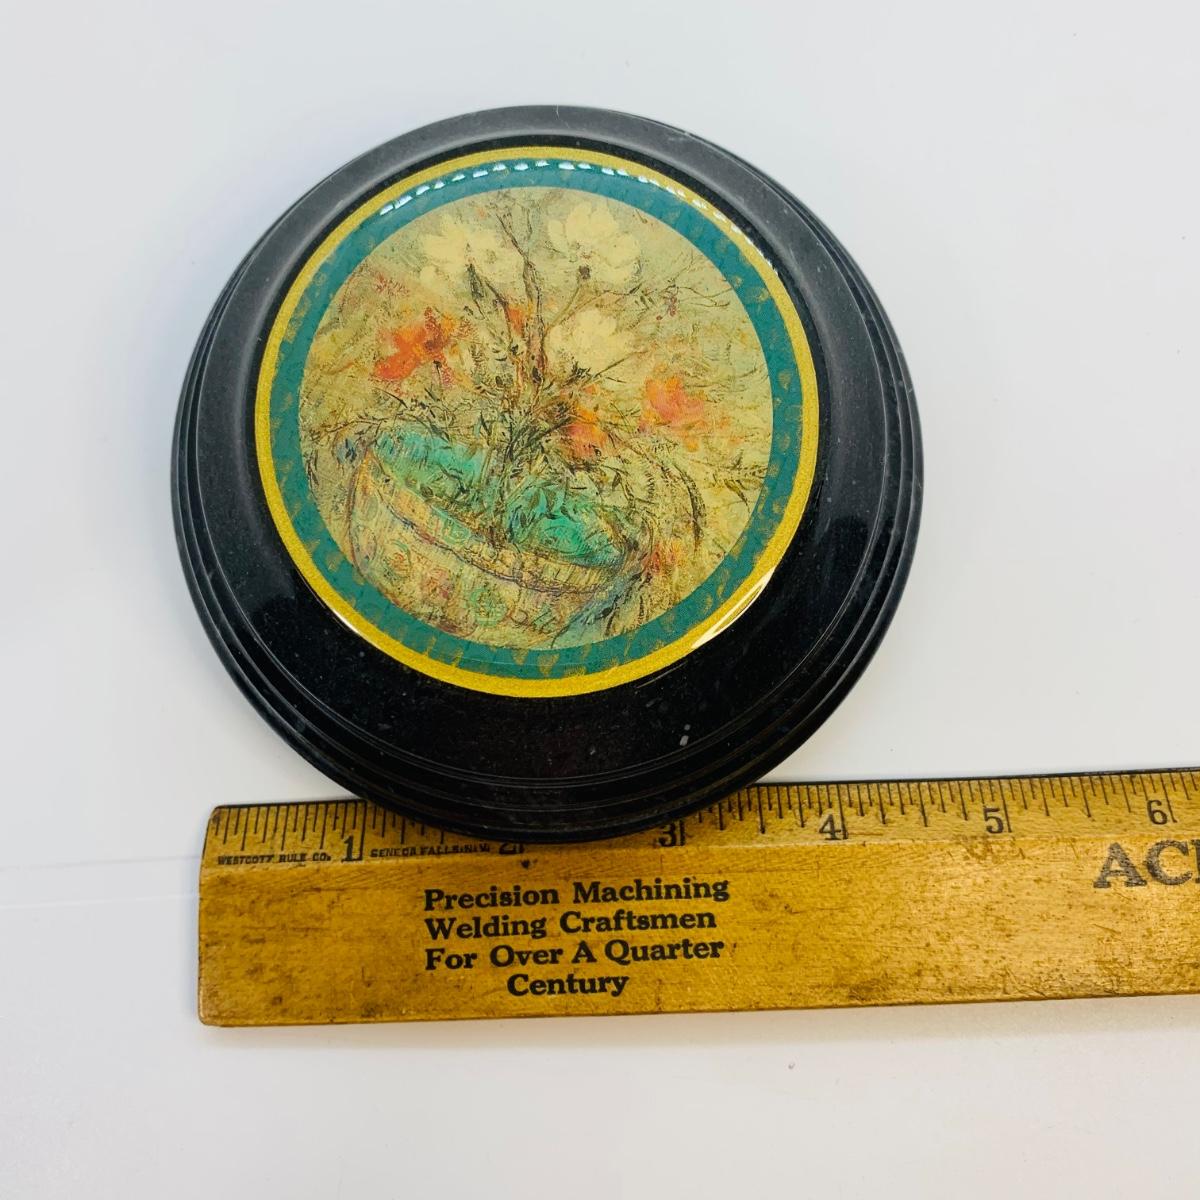 1 2 3 4 5 6
WESTCOTT RULE CO. SENECA FALLS, N.Y.
Precision Machining
Welding Craftsmen
For Over A Quarter
Century